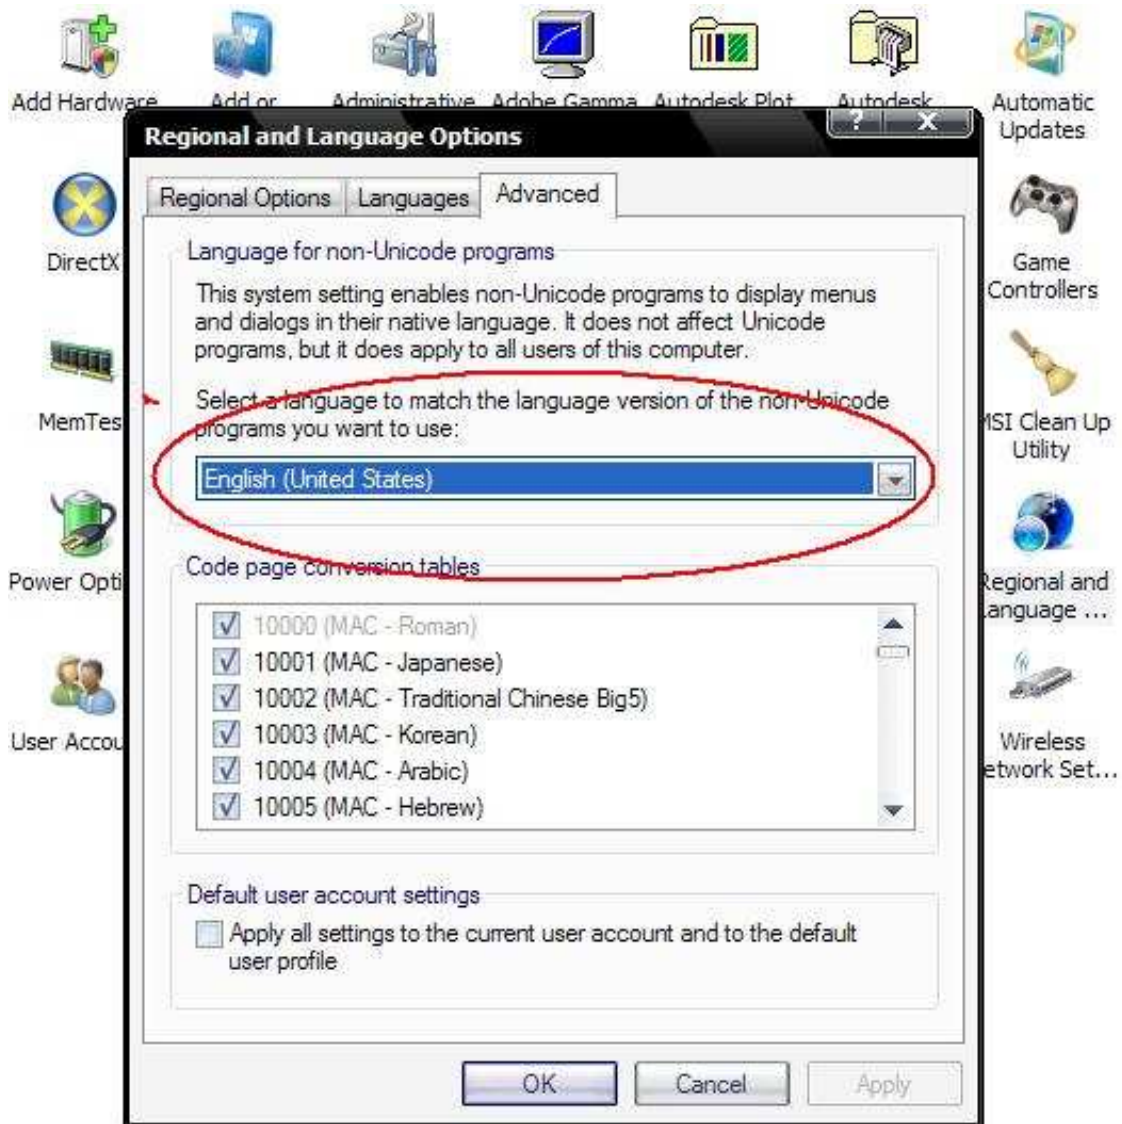 Add Hardware
Add or
Administrative
Adobe Gamma
Autodesk Plot
Autodesk
Automatic
Updates
Regional and Language Options
? X
Regional Options
Languages
Advanced
DirectX
Game
Controllers
Language for non-Unicode programs
This system setting enables non-Unicode programs to display menus
and dialogs in their native language. It does not affect Unicode
programs, but it does apply to all users of this computer.
MemTes
Select a language to match the language version of the non-Unicode
programs you want to use:
MSI Clean Up
Utility
English (United States)
Power Opti
Code page conversion tables
Regional and
Language ...
10000 (MAC - Roman)
10001 (MAC - Japanese)
10002 (MAC - Traditional Chinese Big5)
10003 (MAC - Korean)
10004 (MAC - Arabic)
10005 (MAC - Hebrew)
User Accou
Wireless
etwork Set...
Default user account settings
Apply all settings to the current user account and to the default
user profile
OK
Cancel
Apply